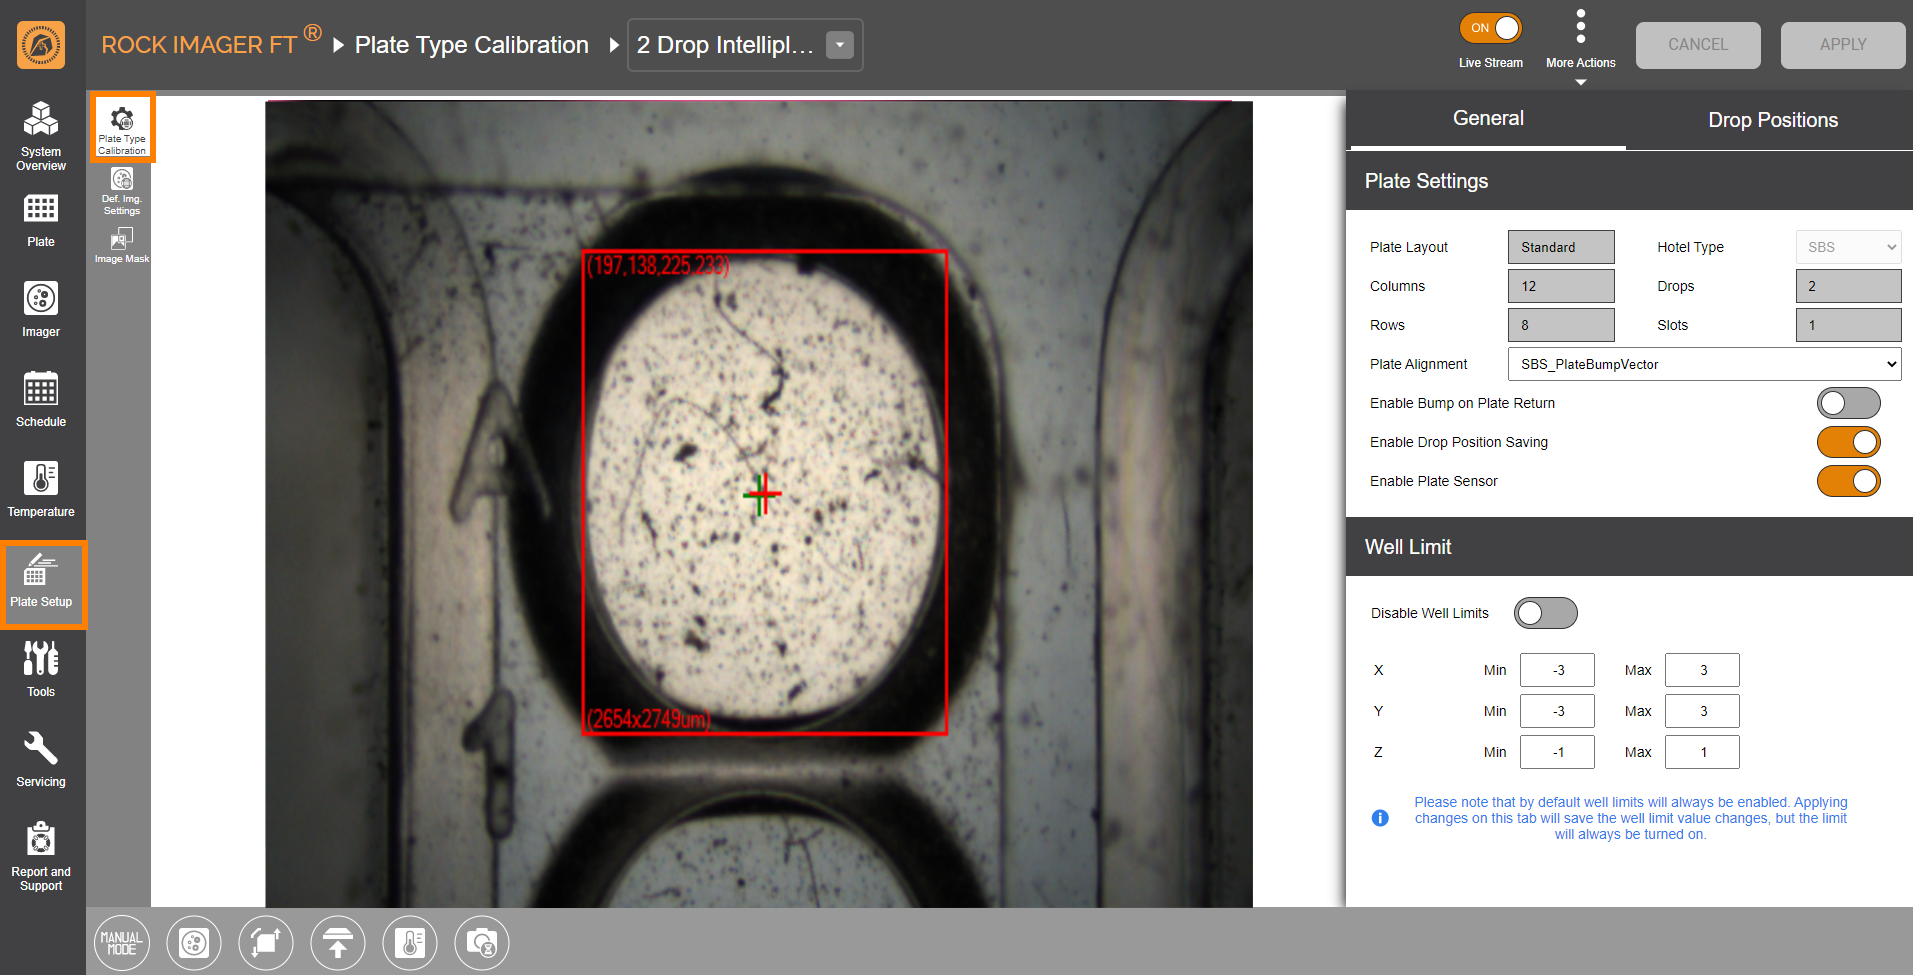 ROCK IMAGER FT ® Plate Type Calibration 2 Drop Intellipl...
ON
Live Stream
More Actions
CANCEL
APPLY
System
Overview
Plate
Imager
Schedule
Temperature
Plate Setup
Tools
Servicing
Report and
Support
Plate Type
Calibration
Def. Img.
Settings
Image Mask
(197,138,225,233)
(2654x2749um)
A
1
General
Drop Positions
Plate Settings
Plate Layout Standard Hotel Type SBS
Columns 12 Drops 2
Rows 8 Slots 1
Plate Alignment SBS_PlateBumpVector
Enable Bump on Plate Return
Enable Drop Position Saving
Enable Plate Sensor
Well Limit
Disable Well Limits
X Min -3 Max 3
Y Min -3 Max 3
Z Min -1 Max 1
Please note that by default well limits will always be enabled. Applying
changes on this tab will save the well limit value changes, but the limit
will always be turned on.
MANUAL
MODE